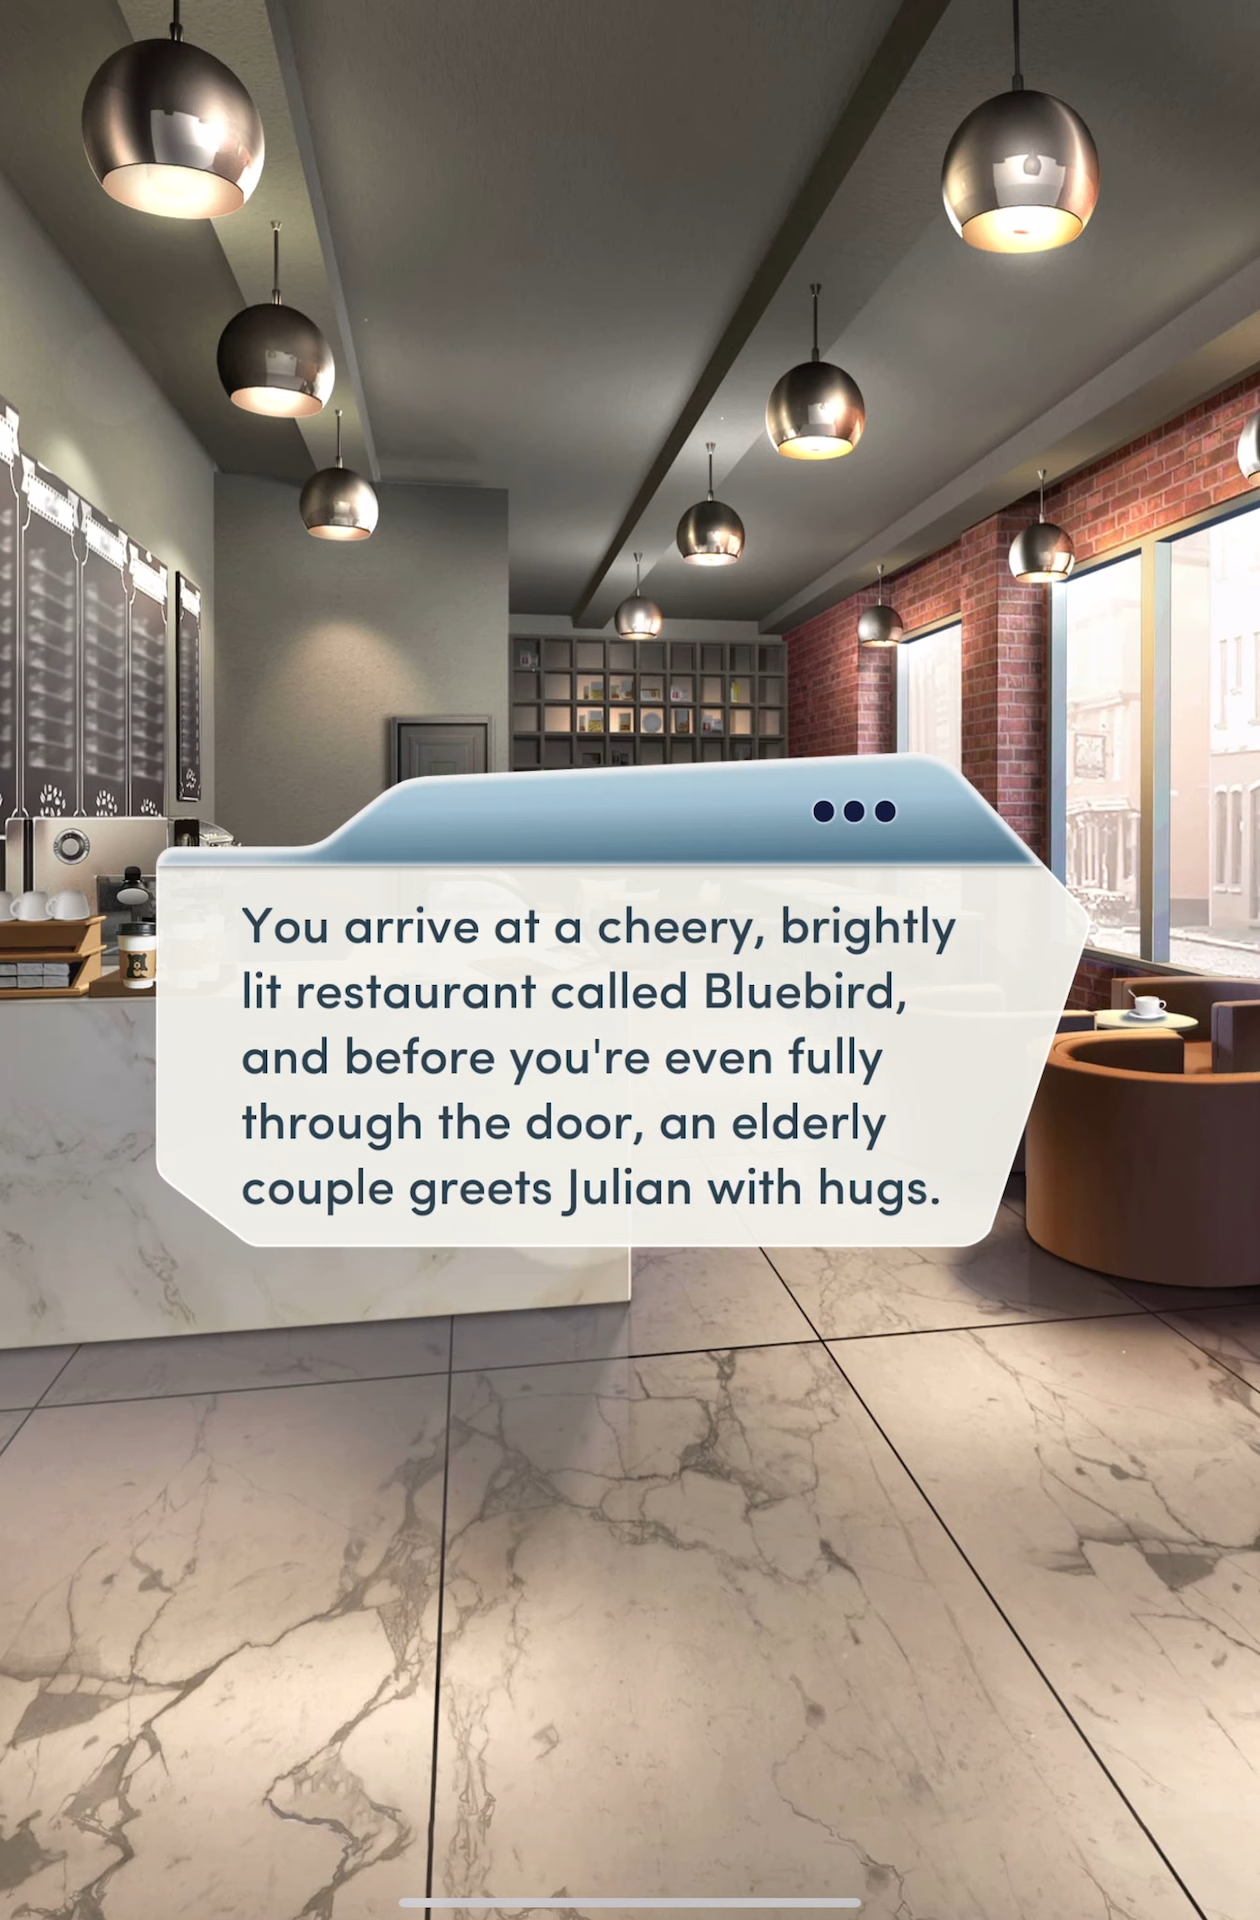 You arrive at a cheery, brightly
lit restaurant called Bluebird,
and before you're even fully
through the door, an elderly
couple greets Julian with hugs.